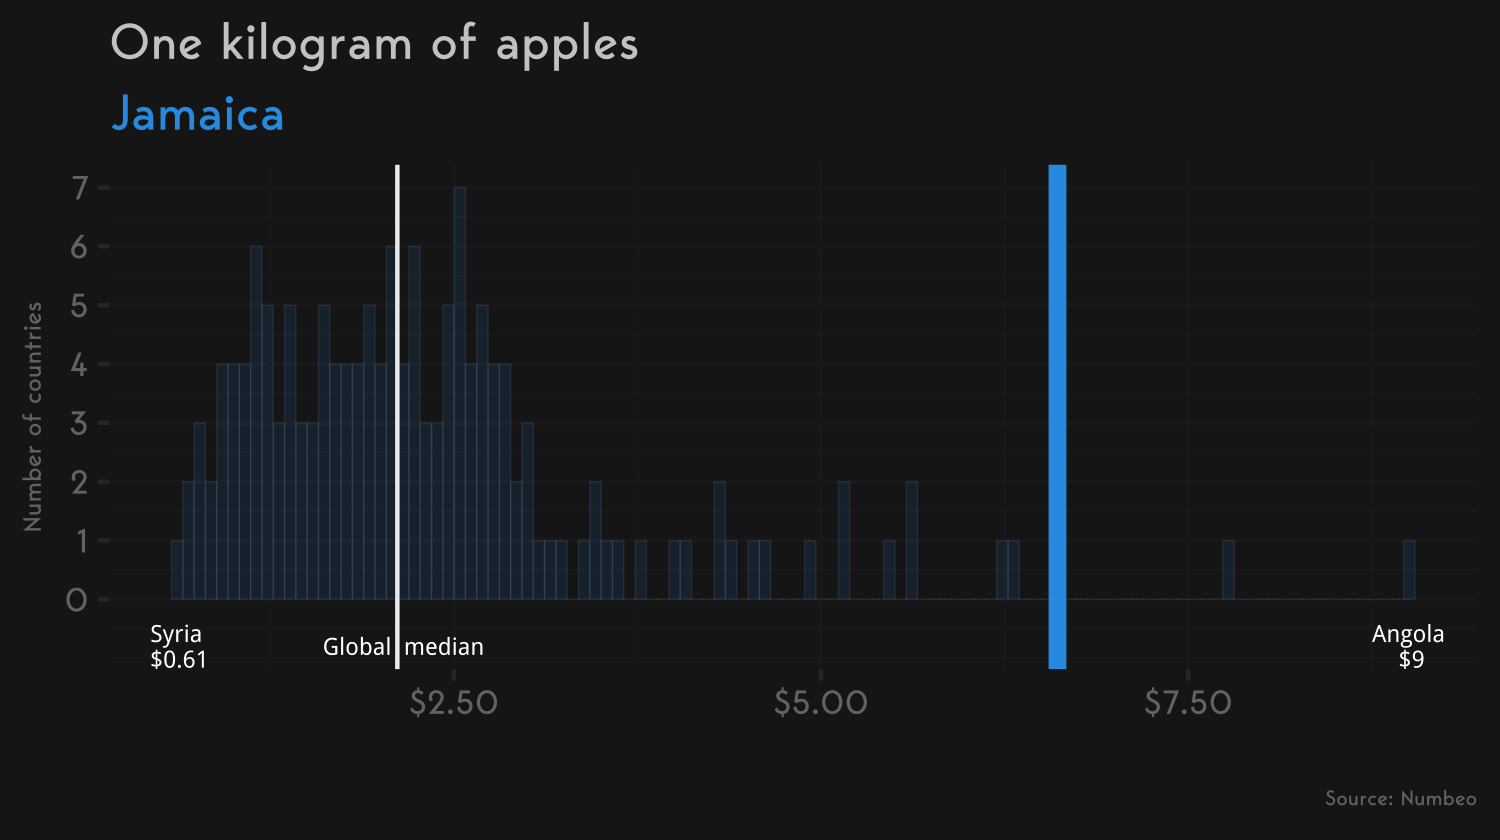 One kilogram of apples
Jamaica
Number of countries
7
6
5
4
3
2
1
0
Syria
$0.61
Global median
Angola
$9
$2.50
$5.00
$7.50
Source: Numbeo